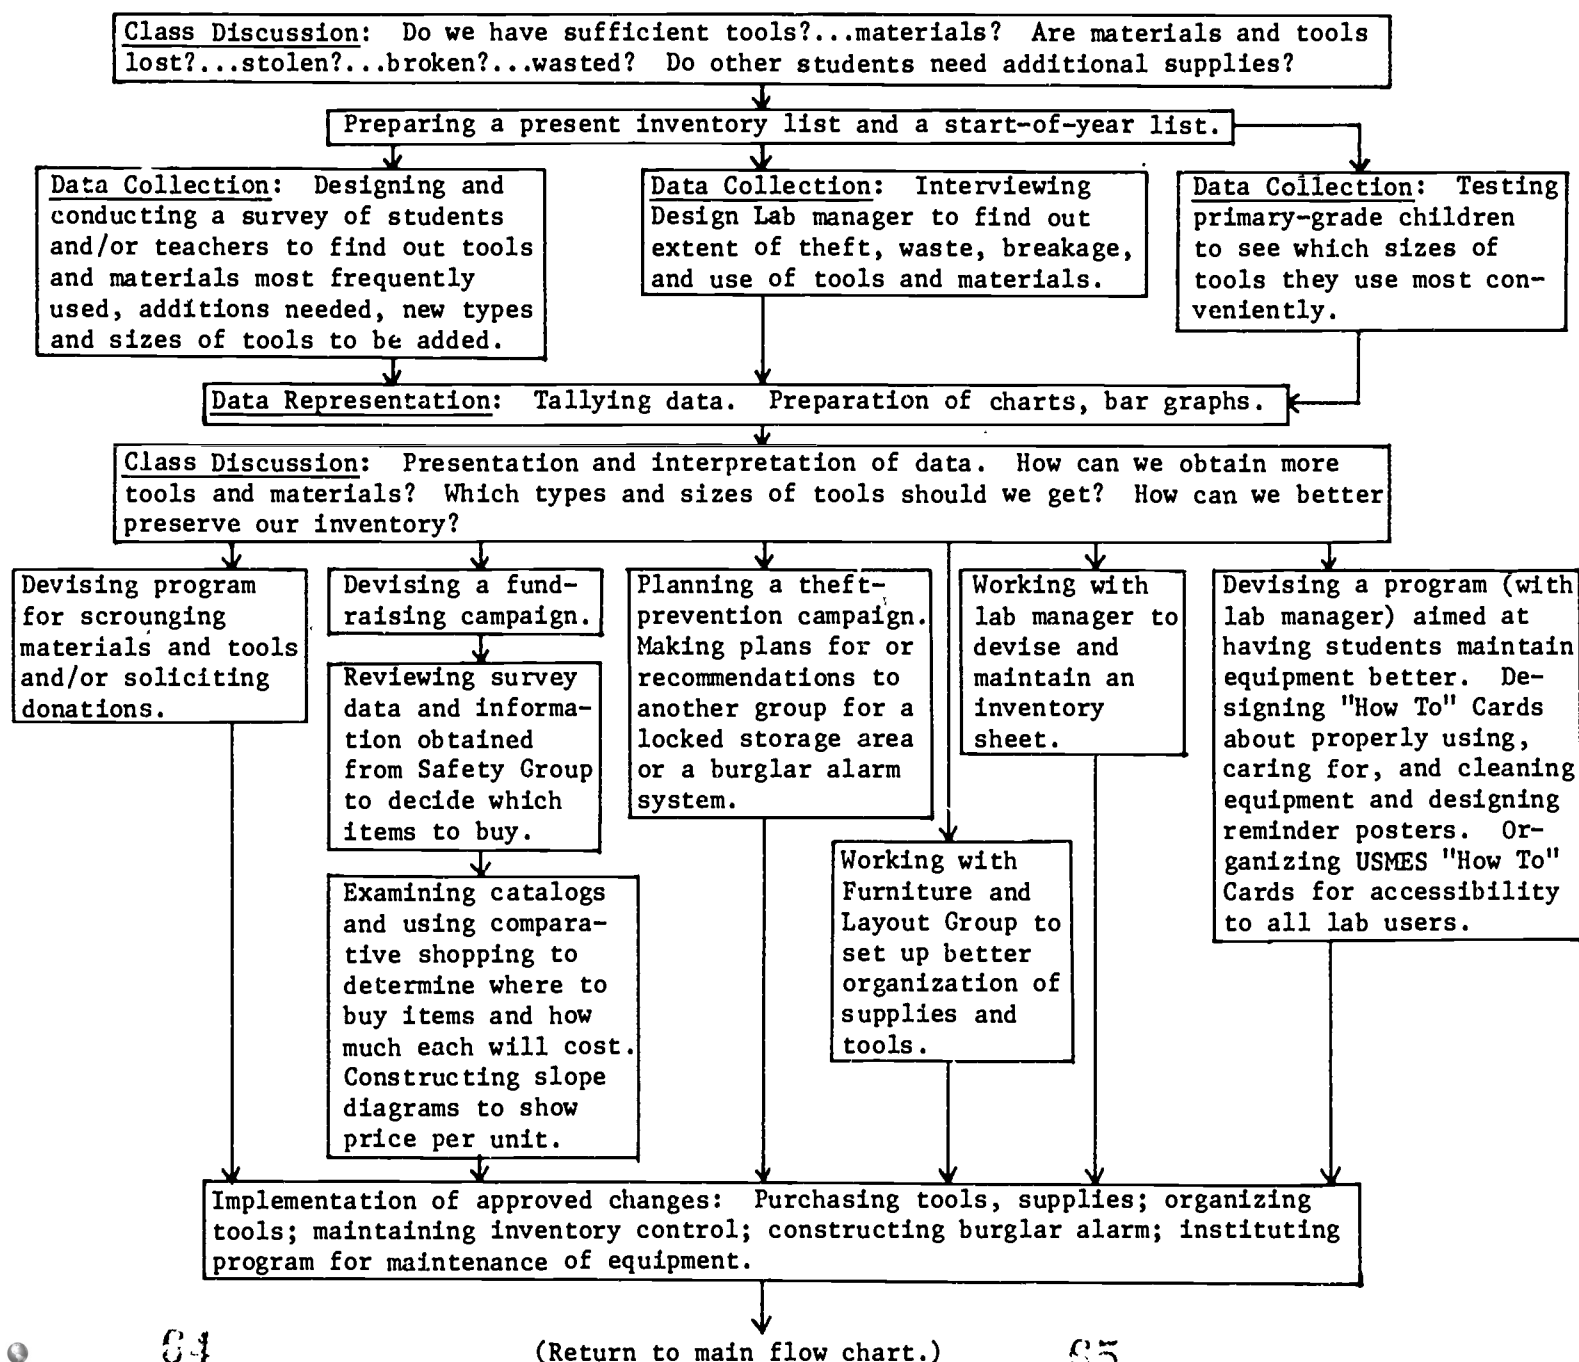 Class Discussion: Do we have sufficient tools?...materials? Are materials and tools
lost?...stolen?...broken?...wasted? Do other students need additional supplies?
Preparing a present inventory list and a start-of-year list.
Data Collection: Designing and
conducting a survey of students
and/or teachers to find out tools
and materials most frequently
used, additions needed, new types
and sizes of tools to be added.
Data Collection: Interviewing
Design Lab manager to find out
extent of theft, waste, breakage,
and use of tools and materials.
Data Collection: Testing
primary-grade children
to see which sizes of
tools they use most con-
veniently.
Data Representation: Tallying data. Preparation of charts, bar graphs.
Class Discussion: Presentation and interpretation of data. How can we obtain more
tools and materials? Which types and sizes of tools should we get? How can we better
preserve our inventory?
Devising program
for scrounging
materials and tools
and/or soliciting
donations.
Devising a fund-
raising campaign.
Reviewing survey
data and informa-
tion obtained
from Safety Group
to decide which
items to buy.
Examining catalogs
and using compara-
tive shopping to
determine where to
buy items and how
much each will cost.
Constructing slope
diagrams to show
price per unit.
Planning a theft-
prevention campaign.
Making plans for or
recommendations to
another group for a
locked storage area
or a burglar alarm
system.
Working with
Furniture and
Layout Group to
set up better
organization of
supplies and
tools.
Working with
lab manager to
devise and
maintain an
inventory
sheet.
Devising a program (with
lab manager) aimed at
having students maintain
equipment better. De-
signing "How To" Cards
about properly using,
caring for, and cleaning
equipment and designing
reminder posters. Or-
ganizing USMES "How To"
Cards for accessibility
to all lab users.
Implementation of approved changes: Purchasing tools, supplies; organizing
tools; maintaining inventory control; constructing burglar alarm; instituting
program for maintenance of equipment.
64
(Return to main flow chart.)
65